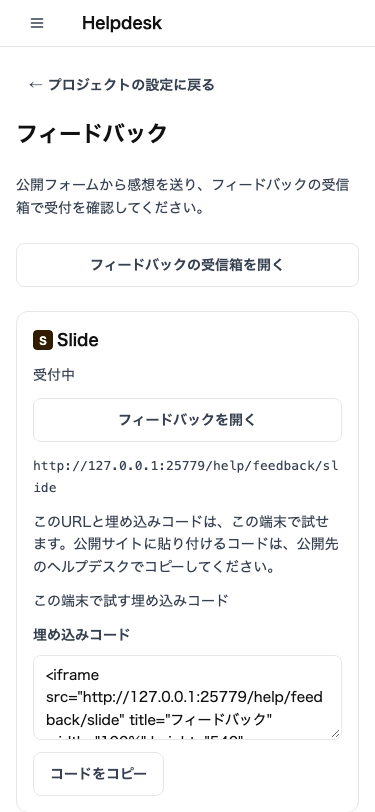 Helpdesk
← プロジェクトの設定に戻る
フィードバック
公開フォームから感想を送り、フィードバックの受信
箱で受付を確認してください。
フィードバックの受信箱を開く
S Slide
受付中
フィードバックを開く
http://127.0.0.1:25779/help/feedback/sl
ide
このURLと埋め込みコードは、この端末で試せ
ます。公開サイトに貼り付けるコードは、公開先
のヘルプデスクでコピーしてください。
この端末で試す埋め込みコード
埋め込みコード
<iframe
src="http://127.0.0.1:25779/help/feed
back/slide" title="フィードバック"
width="100%" height="540"
コードをコピー